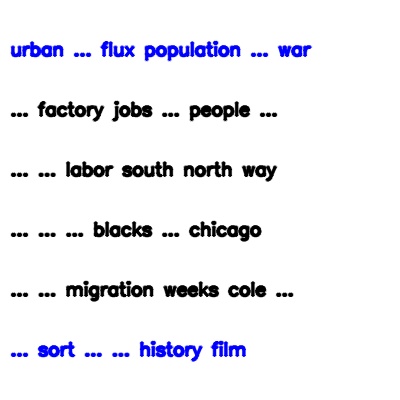 urban ... flux population ... war
... factory jobs ... people ...
... ... labor south north way
... ... ... blacks ... chicago
... ... migration weeks cole ...
... sort ... ... history film